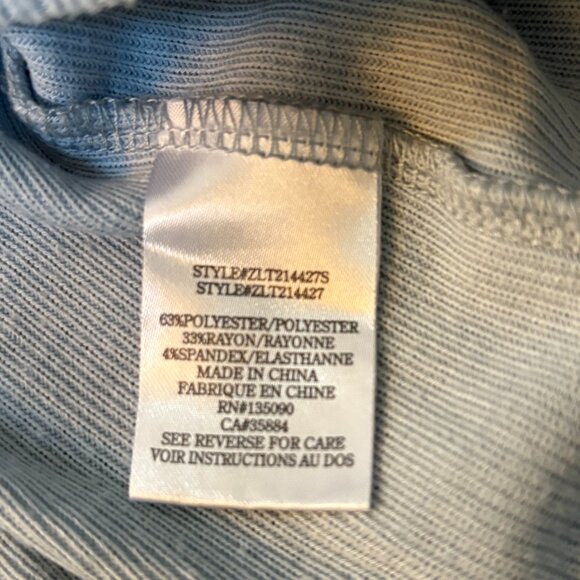 STYLE#ZLT214427S
STYLE#ZLT214427
63%POLYESTER/POLYESTER
33%RAYON/RAYONNE
4%SPANDEX/ELASTHANNE
MADE IN CHINA
FABRIQUE EN CHINE
RN#135090
CA#35884
SEE REVERSE FOR CARE
VOIR INSTRUCTIONS AU DOS